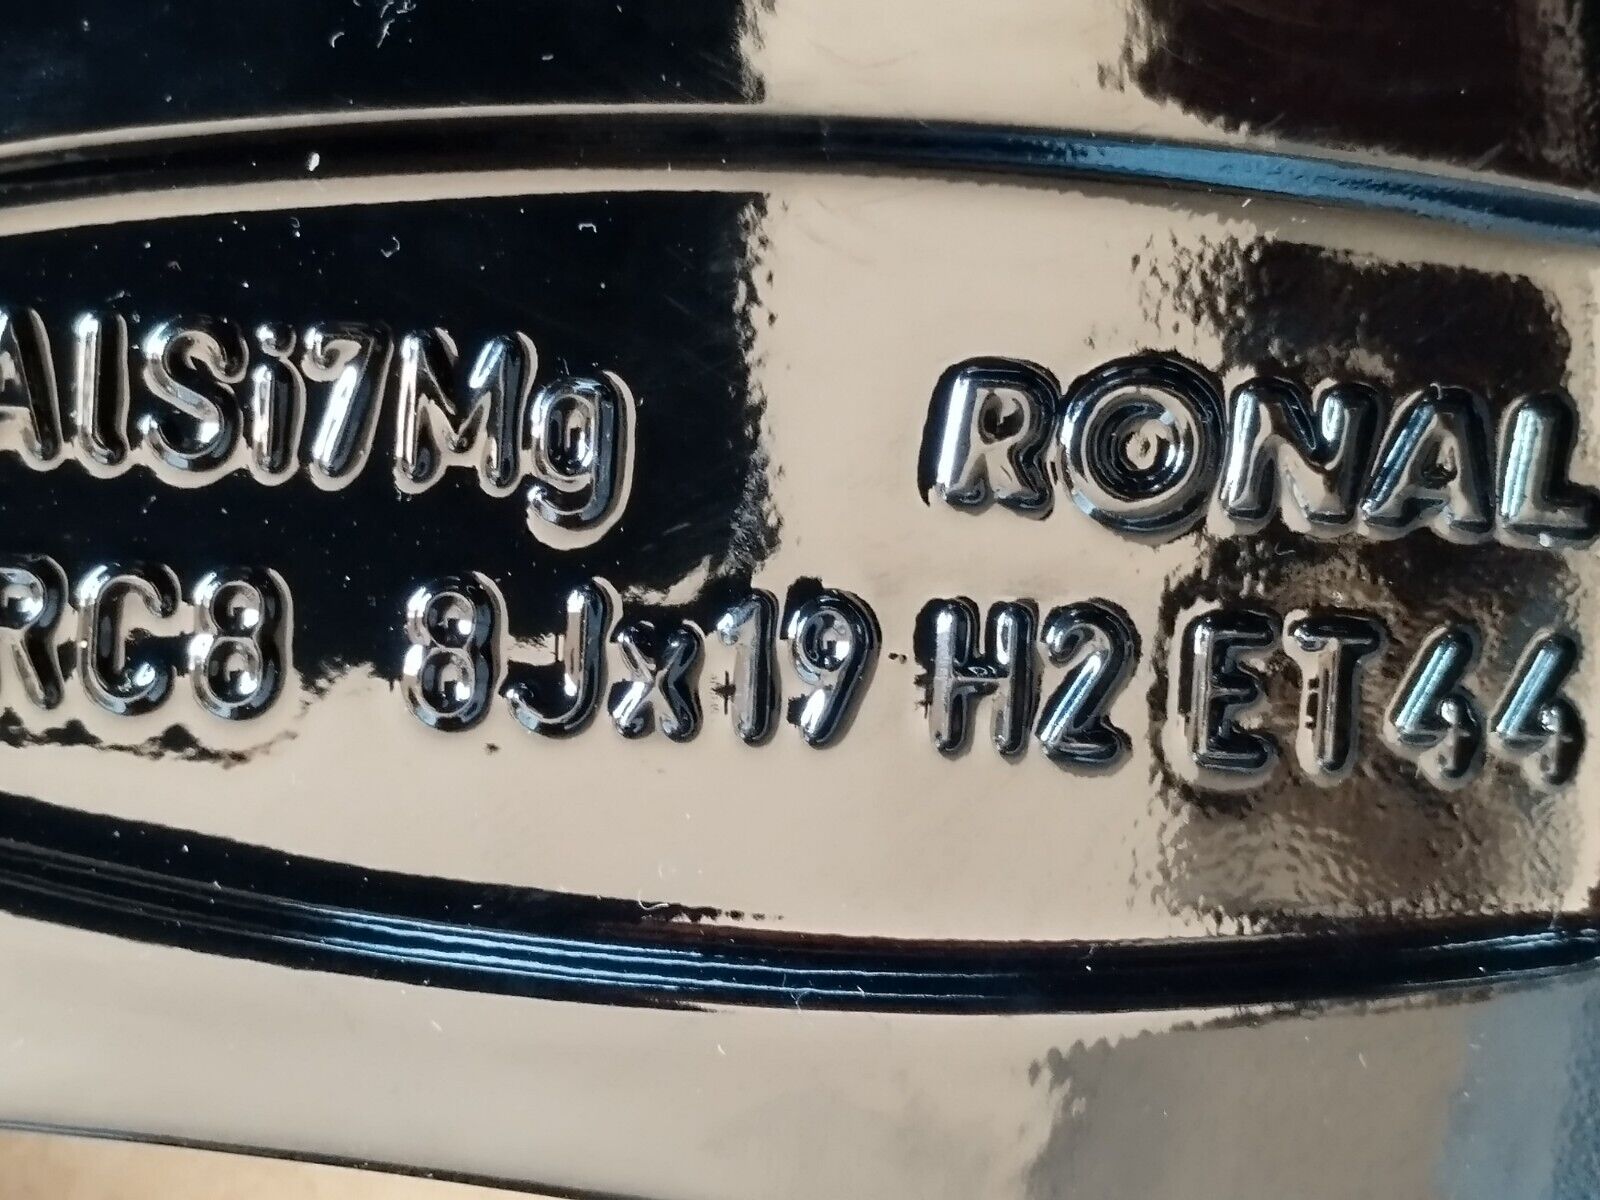 AlSi7Mg RONAL
RC8 8Jx19 H2 ET44